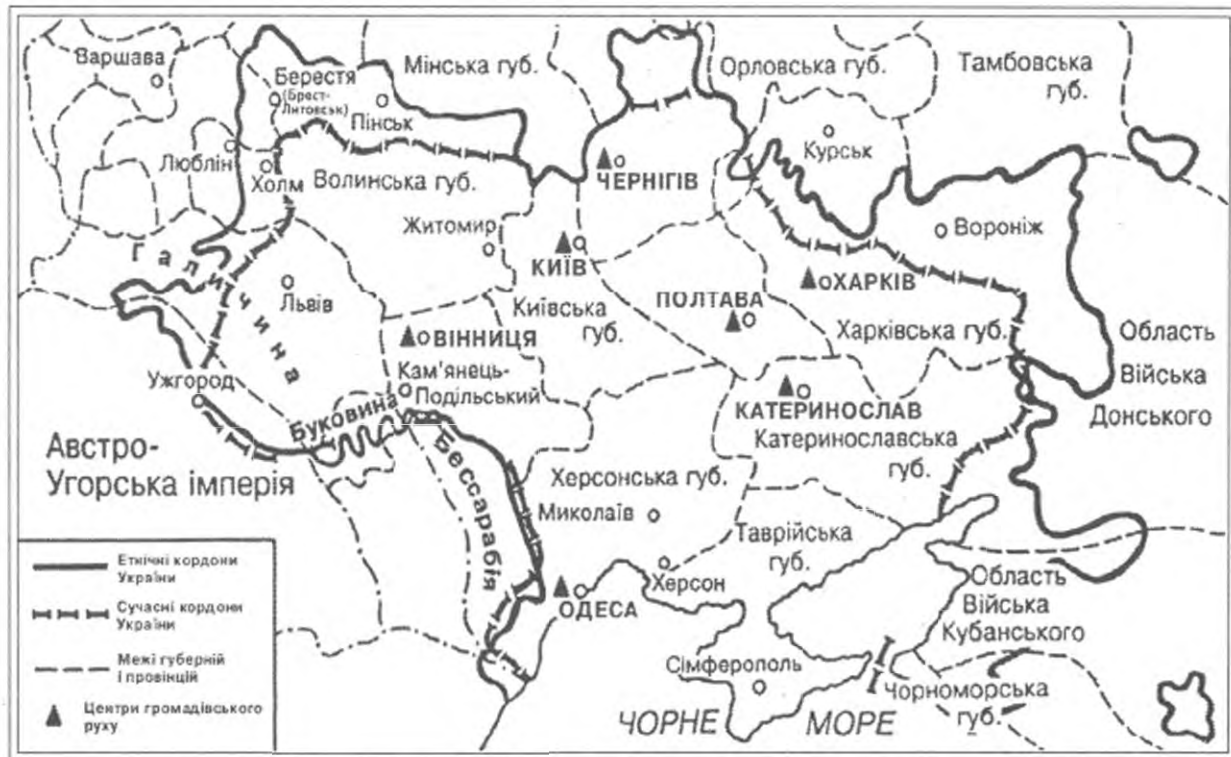 Варшава
Берестя
(Брест-
Литовськ)
Пінськ
Мінська губ.
Орловська губ.
Тамбовська
губ.
Люблін
Холм
Волинська губ.
ЧЕРНІГІВ
Курськ
Житомир
Вороніж
Галичина
Львів
КИЇВ
Київська
губ.
ПОЛТАВА
ХАРКІВ
Харківська губ.
Область
Війська
Донського
ВІННИЦЯ
Кам'янець-
Подільський
Ужгород
Буковина
КАТЕРИНОСЛАВ
Катеринославська
губ.
Австро-
Угорська імперія
Бессарабія
Херсонська губ.
Миколаїв
Таврійська
губ.
Херсон
ОДЕСА
Область
Війська
Кубанського
Сімферополь
Чорноморська
губ.
ЧОРНЕ МОРЕ
Етнічні кордони
України
Сучасні кордони
України
Межі губерній
і провінцій
Центри громадівського
руху